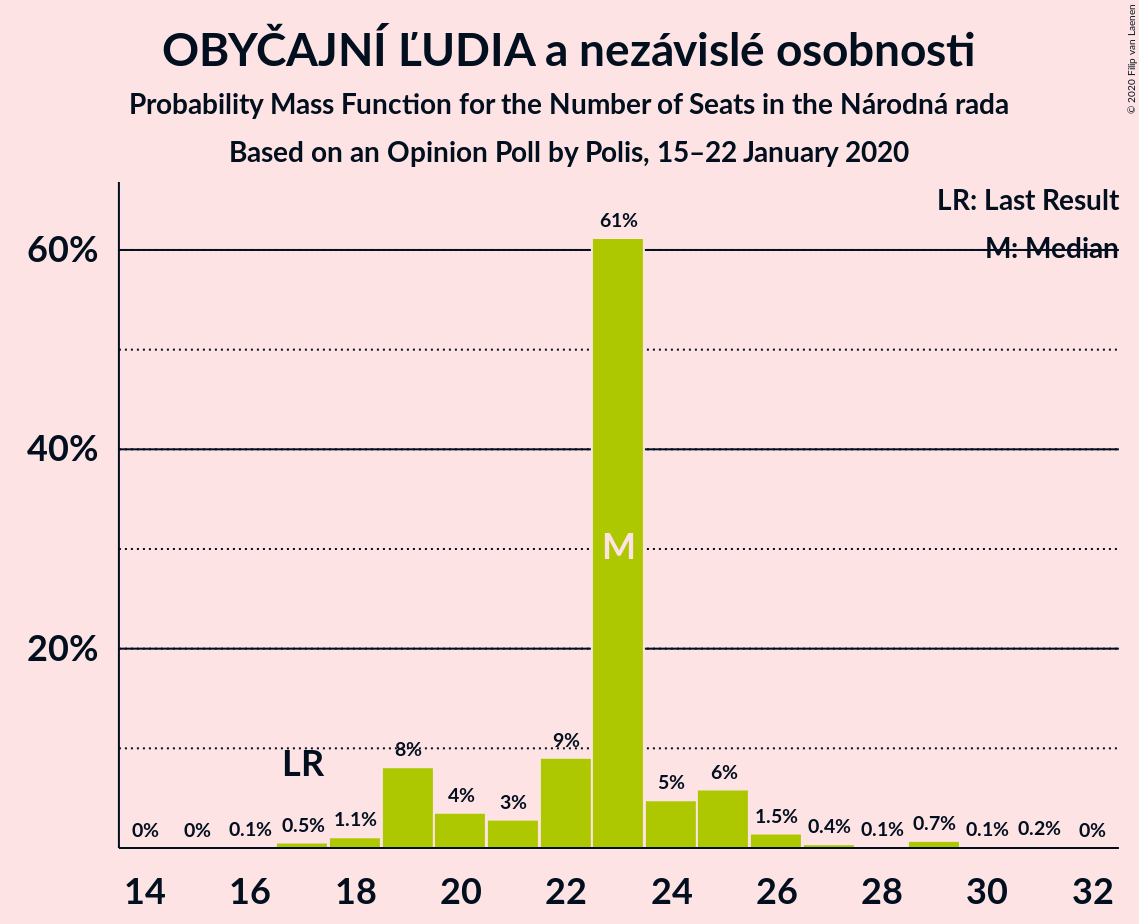 OBYČAJNÍ ĽUDIA a nezávislé osobnosti
Probability Mass Function for the Number of Seats in the Národná rada
Based on an Opinion Poll by Polis, 15–22 January 2020
© 2020 Filip van Laenen
LR: Last Result
M: Median
60%
40%
20%
61%
M
LR
0%
0%
0.1%
0.5%
1.1%
8%
4%
3%
9%
5%
6%
1.5%
0.4%
0.1%
0.7%
0.1%
0.2%
0%
14 16 18 20 22 24 26 28 30 32